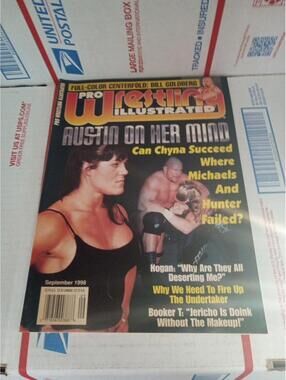 UNITED
POSTAL
LARGE MAILING BOX
TRACKED • INSURED
VISIT US AT USPS.COM®
FULL-COLOR CENTERFOLD: BILL GOLDBERG
PRO
Wrestling
ILLUSTRATED
AUSTIN ON HER MIND
Can Chyna Succeed
Where
Michaels
And
Hunter
Failed?
Hogan: "Why Are They All
Deserting Me?"
Why We Need To Fire Up
The Undertaker
Booker T: "Jericho Is Doink
Without The Makeup!"
September 1998